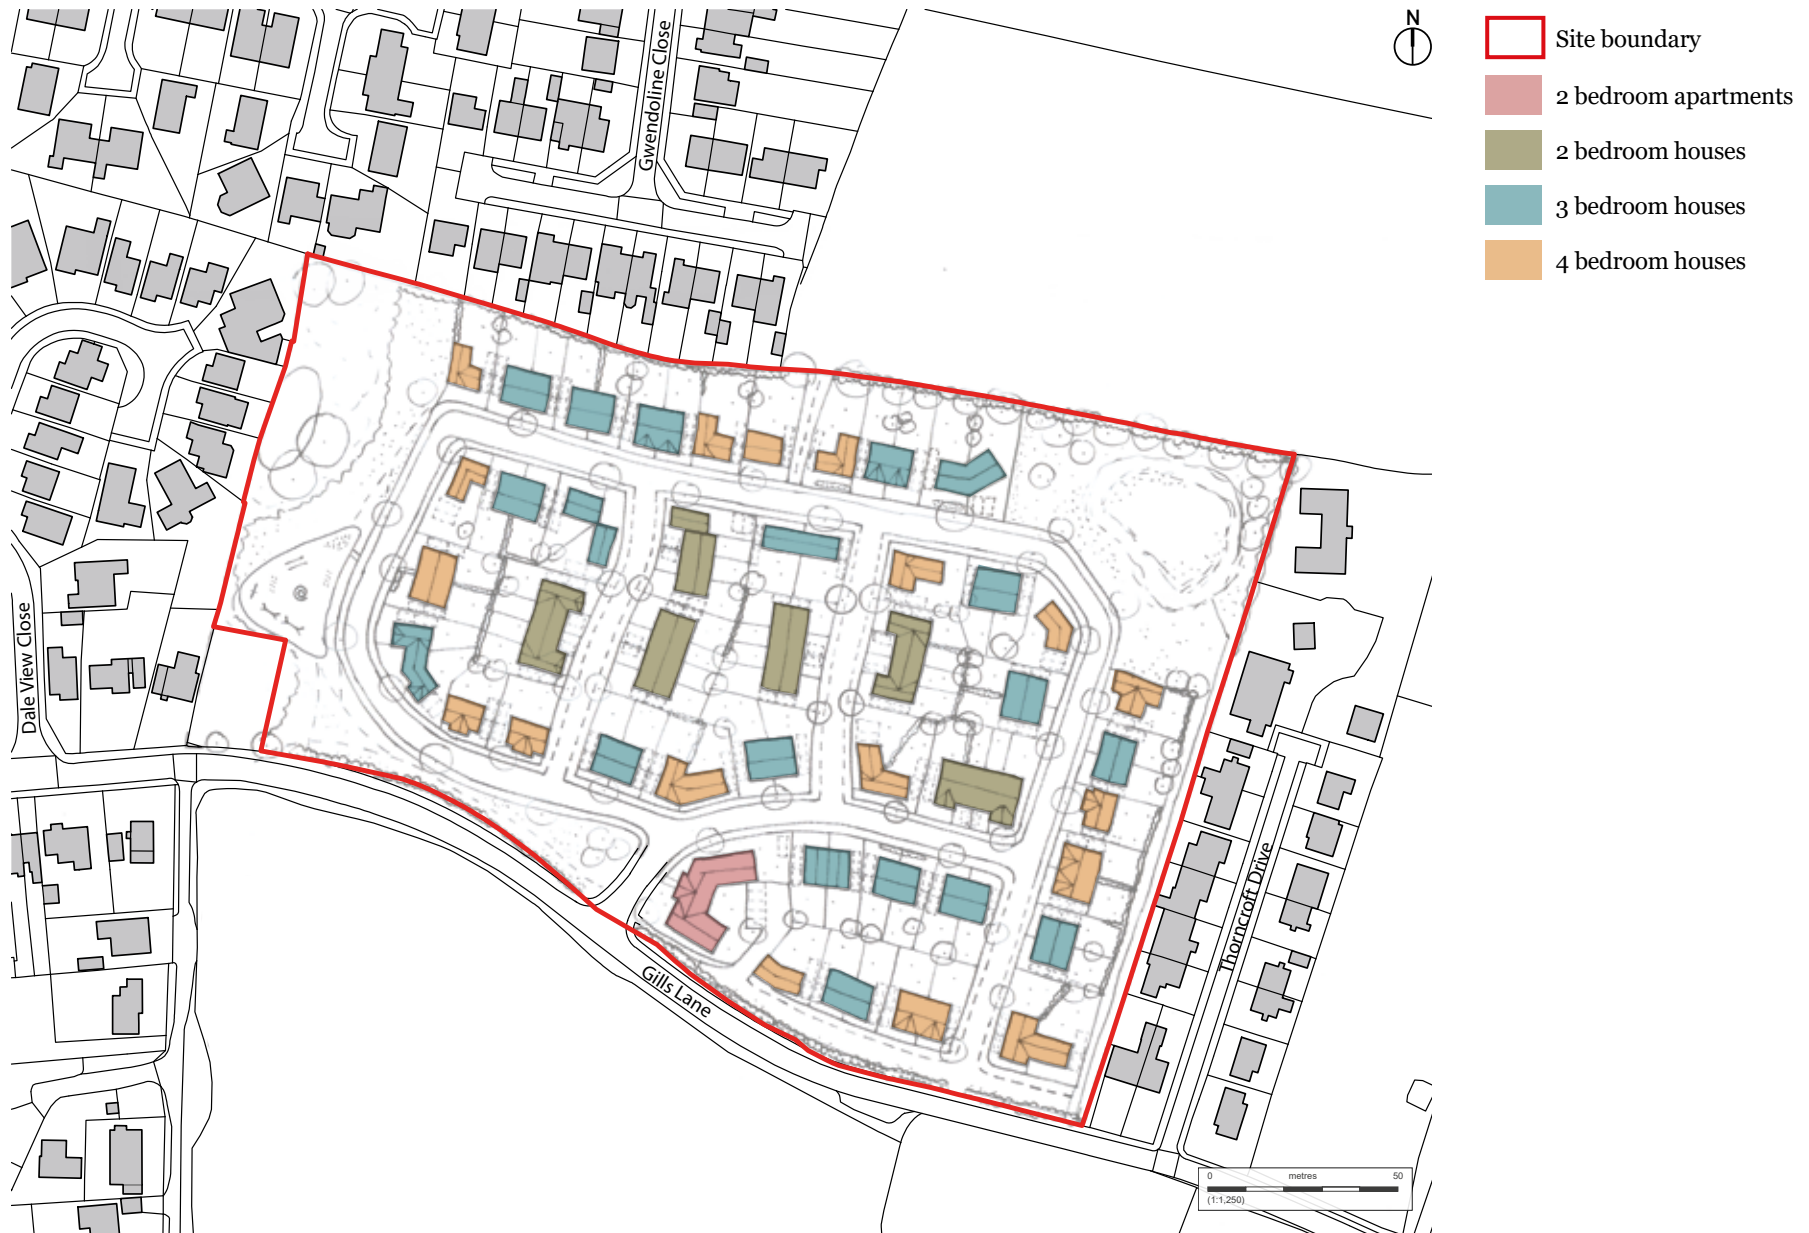 N
Site boundary
2 bedroom apartments
2 bedroom houses
3 bedroom houses
4 bedroom houses
Gwendoline Close
Dale View Close
Gills Lane
Thorncroft Drive
0 metres 50
(1:1,250)